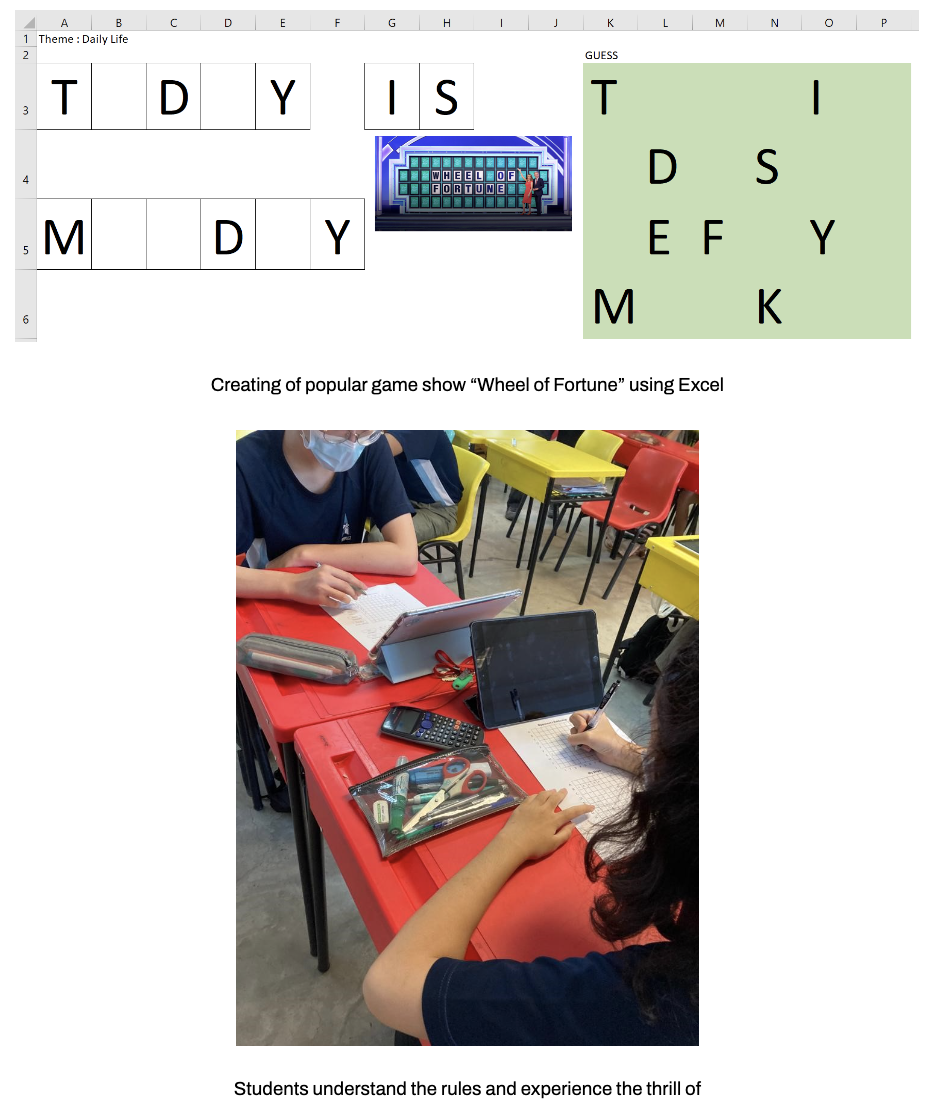 A B C D E F G H I J K L M N O P
1 Theme : Daily Life
2 GUESS
3 T D Y IS T I
WHEEL OF
FORTUNE
4 D S
5 M D Y E F Y
6 M K
Creating of popular game show “Wheel of Fortune” using Excel
Students understand the rules and experience the thrill of